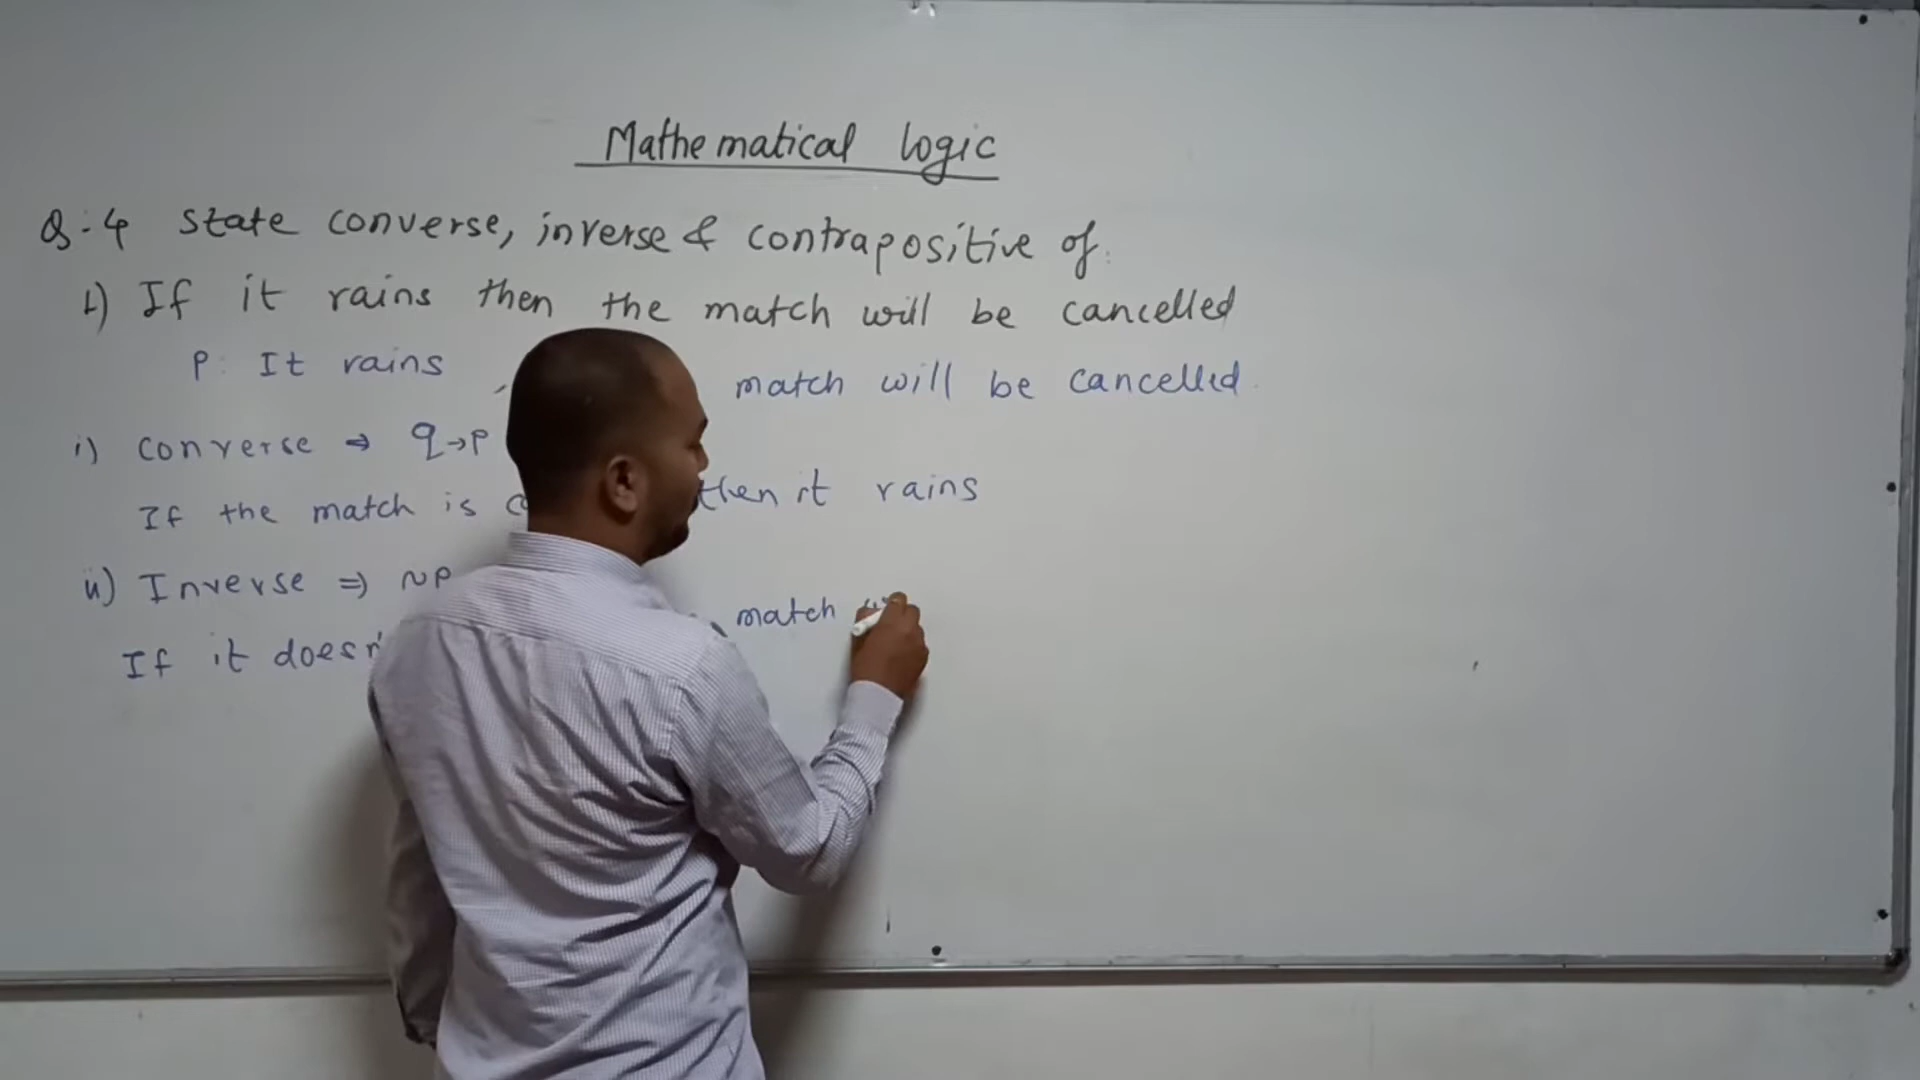 Mathematical logic
Q.4 state converse, inverse & contrapositive of.
1) If it rains then the match will be cancelled
P: It rains match will be cancelled.
i) converse ⇒ q→p
If the match is then it rains
ii) Inverse ⇒ ~P
If it match